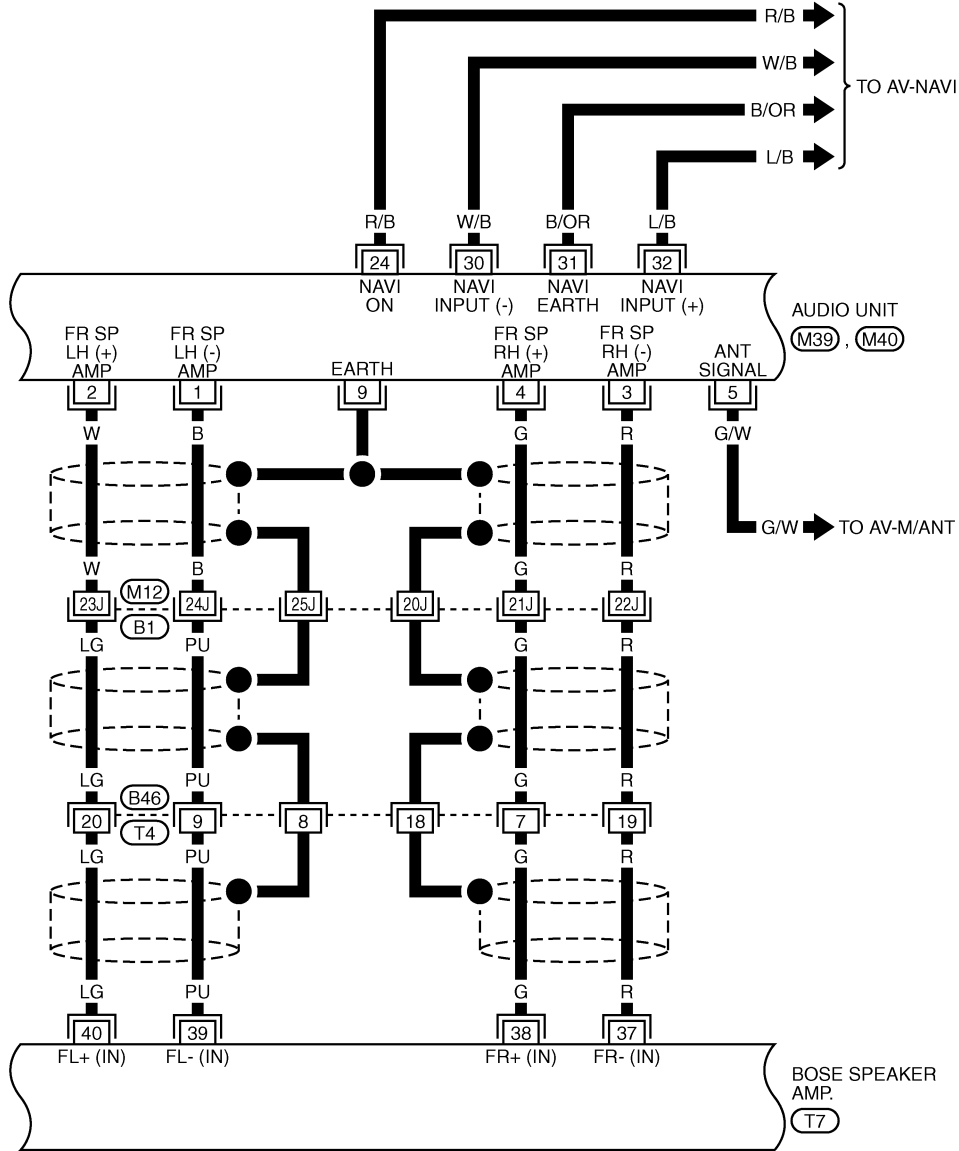 R/B
W/B
TO AV-NAVI
B/OR
L/B
R/B W/B B/OR L/B
24 30 31 32
NAVI ON
NAVI INPUT (-)
NAVI EARTH
NAVI INPUT (+)
AUDIO UNIT
M39 , M40
FR SP LH (+) AMP
FR SP LH (-) AMP
EARTH
FR SP RH (+) AMP
FR SP RH (-) AMP
ANT SIGNAL
2 1 9 4 3 5
W B G R G/W
G/W TO AV-M/ANT
W B G R
M12
23J 24J 25J 20J 21J 22J
B1
LG PU G R
LG PU G R
B46
20 9 8 18 7 19
T4
LG PU G R
LG PU G R
40 39 38 37
FL+ (IN) FL- (IN) FR+ (IN) FR- (IN)
BOSE SPEAKER
AMP.
T7